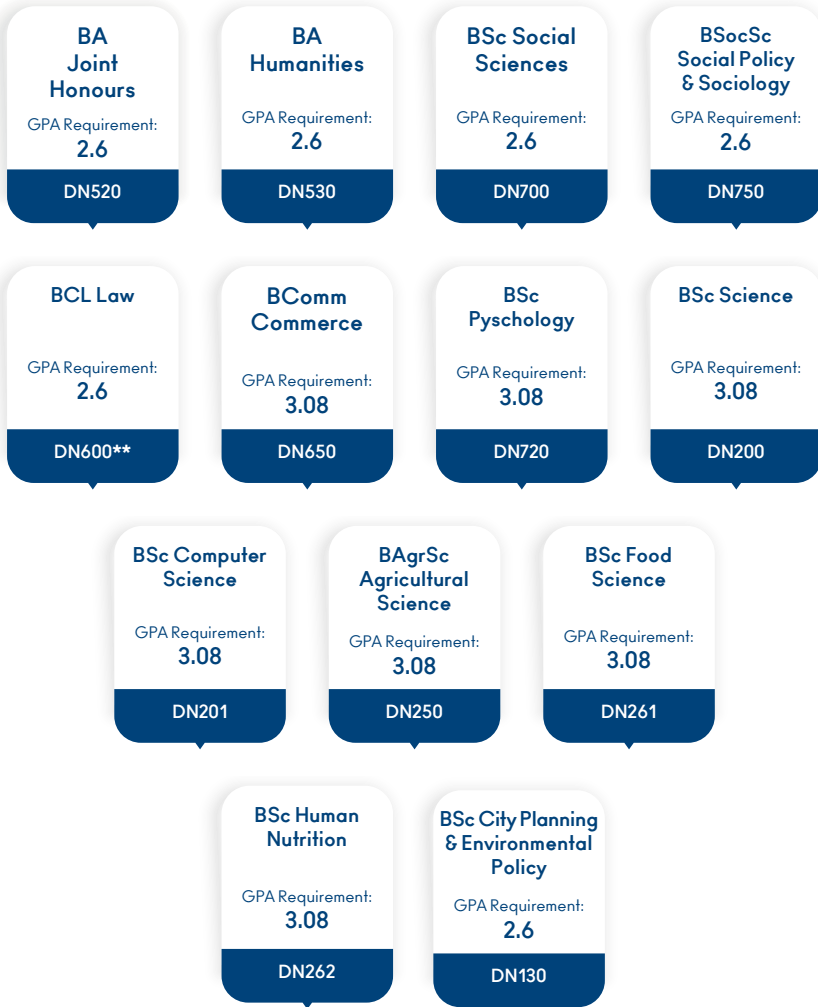 BA
Joint
Honours
GPA Requirement:
2.6
DN520
BA
Humanities
GPA Requirement:
2.6
DN530
BSc Social
Sciences
GPA Requirement:
2.6
DN700
BSocSc
Social Policy
& Sociology
GPA Requirement:
2.6
DN750
BCL Law
GPA Requirement:
2.6
DN600**
BComm
Commerce
GPA Requirement:
3.08
DN650
BSc
Pyschology
GPA Requirement:
3.08
DN720
BSc Science
GPA Requirement:
3.08
DN200
BSc Computer
Science
GPA Requirement:
3.08
DN201
BAgrSc
Agricultural
Science
GPA Requirement:
3.08
DN250
BSc Food
Science
GPA Requirement:
3.08
DN261
BSc Human
Nutrition
GPA Requirement:
3.08
DN262
BSc City Planning
& Environmental
Policy
GPA Requirement:
2.6
DN130